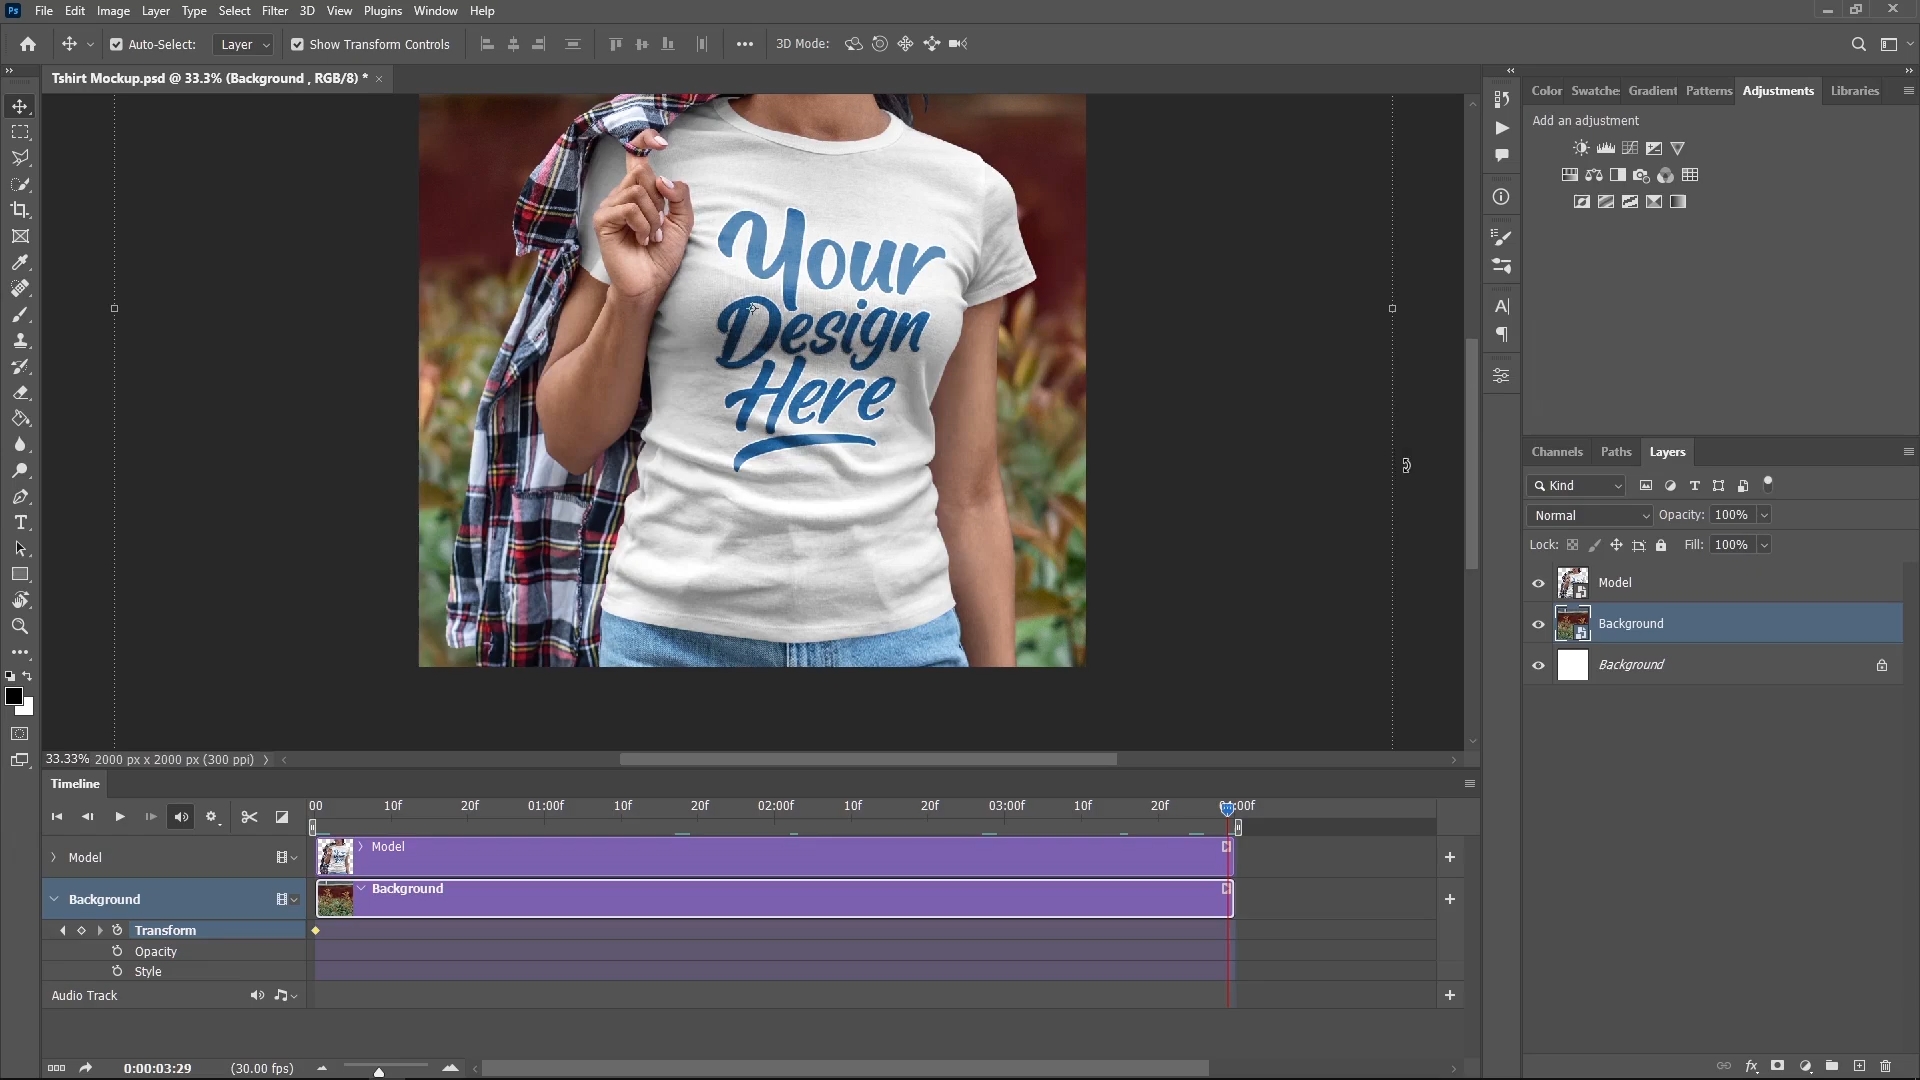 Ps File Edit Image Layer Type Select Filter 3D View Plugins Window Help
Auto-Select: Layer Show Transform Controls 3D Mode:
Tshirt Mockup.psd @ 33.3% (Background , RGB/8) *
Your
Design
Here
33.33% 2000 px x 2000 px (300 ppi)
Color Swatche Gradient Patterns Adjustments Libraries
Add an adjustment
Channels Paths Layers
Kind
Normal Opacity: 100%
Lock: Fill: 100%
Model
Background
Background
Timeline
00 10f 20f 01:00f 10f 20f 02:00f 10f 20f 03:00f 10f 20f 04:00f
Model Model
Background Background
Transform
Opacity
Style
Audio Track
0:00:03:29 (30.00 fps)